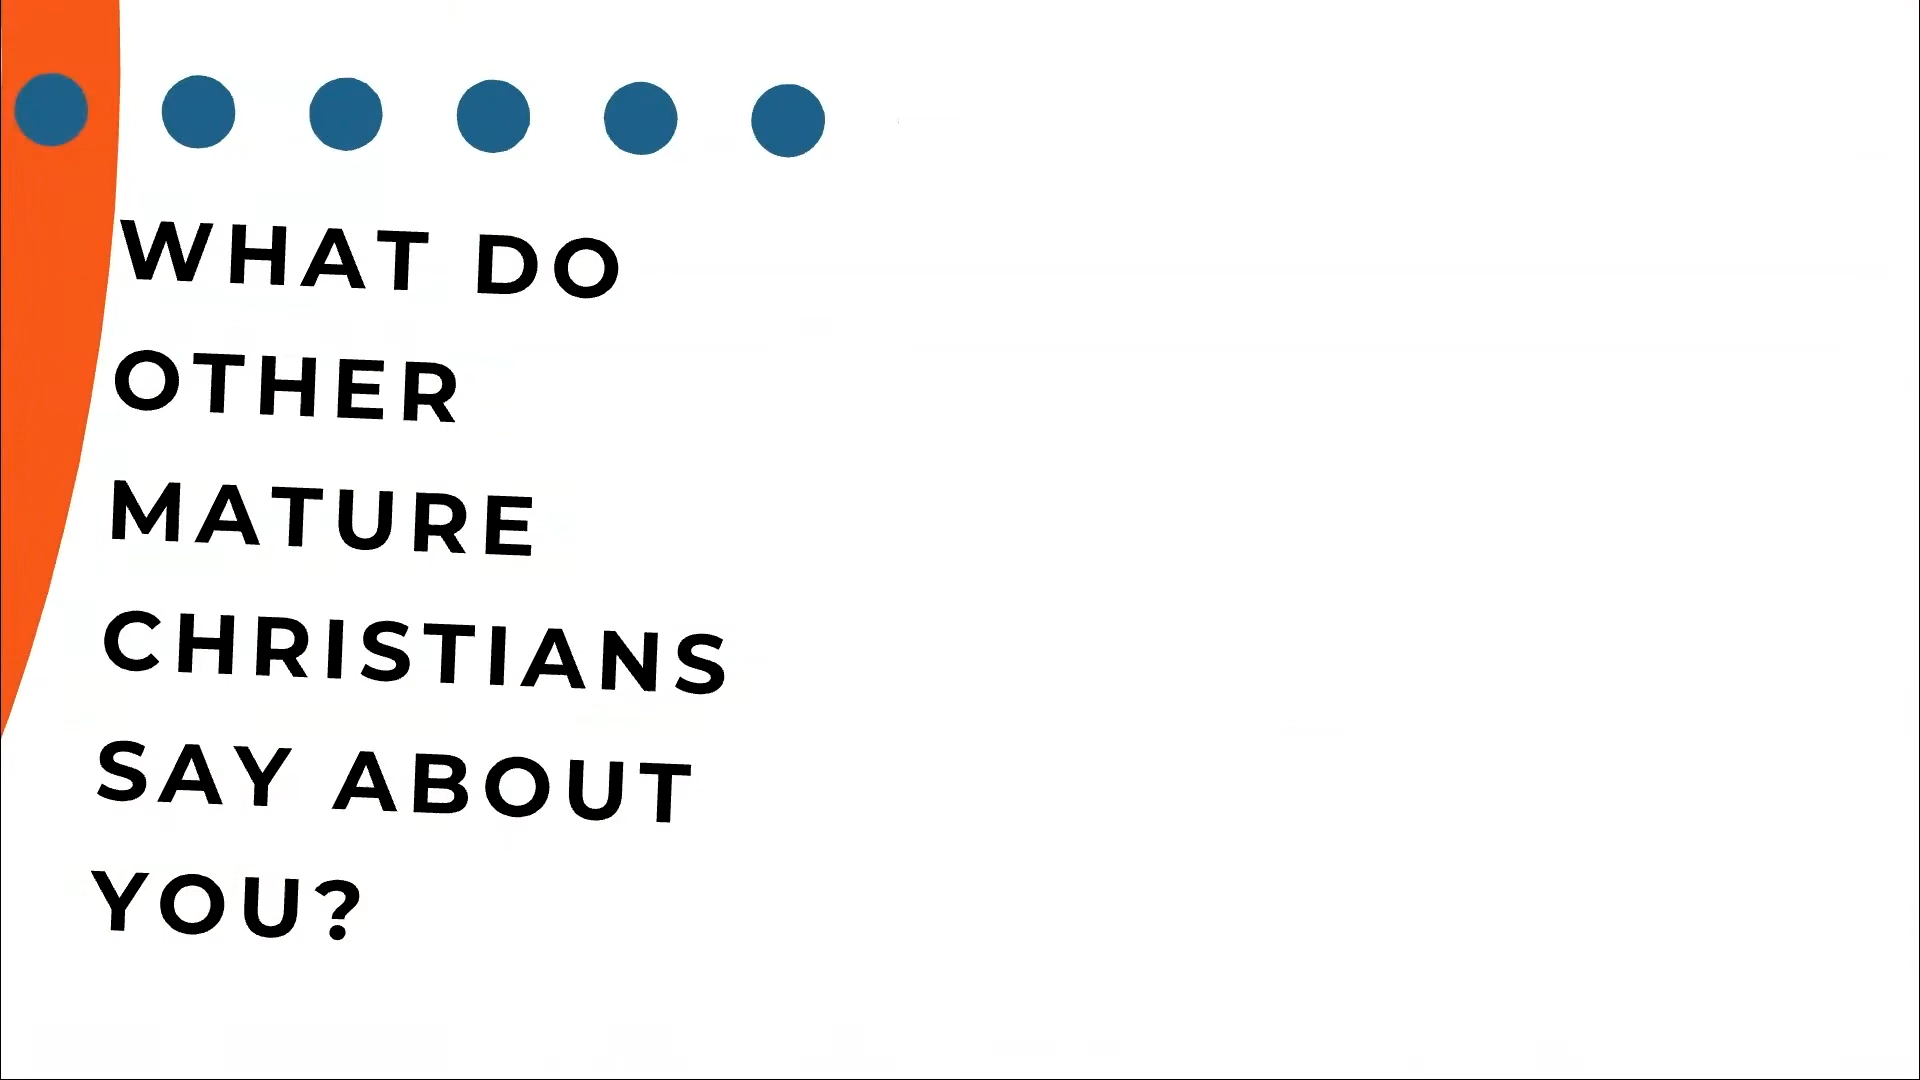 WHAT DO
OTHER
MATURE
CHRISTIANS
SAY ABOUT
YOU?